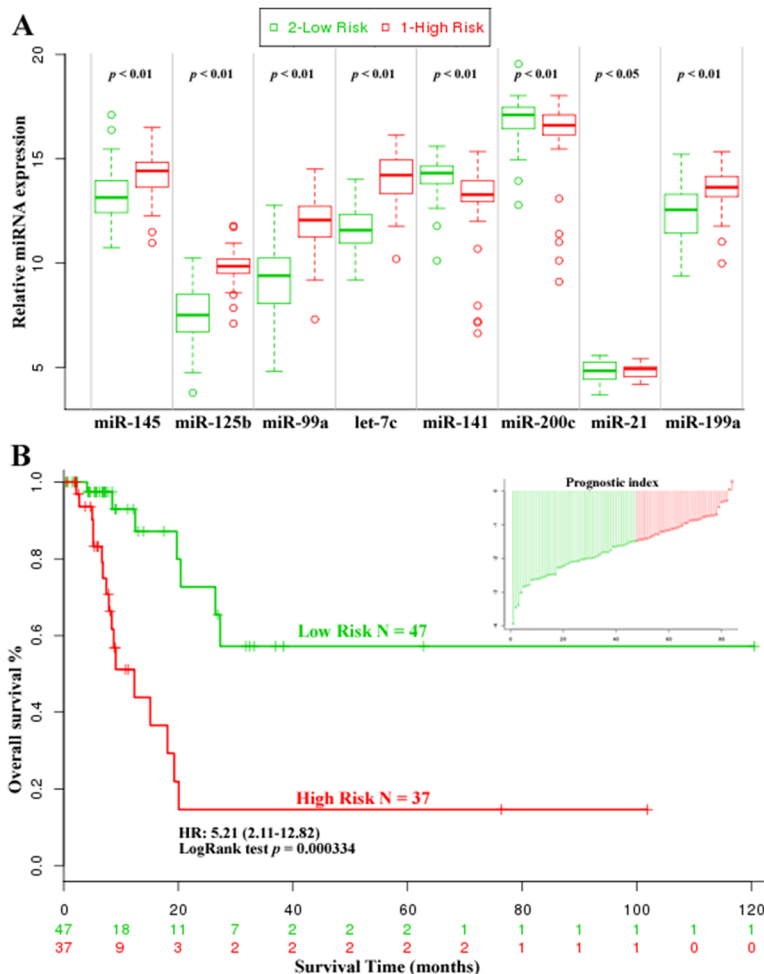 A
2-Low Risk 1-High Risk
p < 0.01 p < 0.01 p < 0.01 p < 0.01 p < 0.01 p < 0.01 p < 0.05 p < 0.01
Relative miRNA expression
20
15
10
5
miR-145 miR-125b miR-99a let-7c miR-141 miR-200c miR-21 miR-199a
B
Prognostic index
0 20 40 60 80
Overall survival %
1.0
0.8
0.6
0.4
0.2
0.0
Low Risk N = 47
High Risk N = 37
HR: 5.21 (2.11-12.82)
LogRank test p = 0.000334
0 20 40 60 80 100 120
47 18 11 7 2 2 2 1 1 1 1 1 1
37 9 3 2 2 2 2 2 1 1 1 0 0
Survival Time (months)